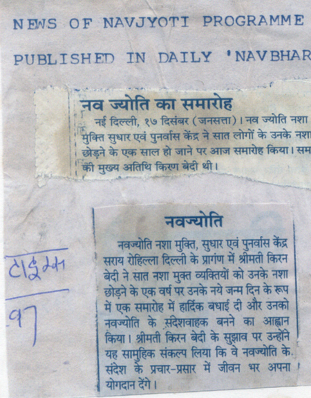 NEWS OF NAVJYOTI PROGRAMME
PUBLISHED IN DAILY 'NAVBHAR
नव ज्योति का समारोह
नई दिल्ली, १७ दिसंबर (जनसत्ता)। नव ज्योति नशा
मुक्ति सुधार एवं पुनर्वास केंद्र ने सात लोगों के उनके नशा
छोड़ने के एक साल हो जाने पर आज समारोह किया। सम
की मुख्य अतिथि किरण बेदी थी।
नवज्योति
नवज्योति नशा मुक्ति, सुधार एवं पुनर्वास केंद्र
सराय रोहिल्ला दिल्ली के प्रांगण में श्रीमती किरन
बेदी ने सात नशा मुक्त व्यक्तियों को उनके नशा
छोड़ने के एक वर्ष पर उनके नये जन्म दिन के रूप
में एक समारोह में हार्दिक बधाई दी और उनको
नवज्योति के संदेशवाहक बनने का आह्वान
किया। श्रीमती किरन बेदी के सुझाव पर उन्होंने
यह सामूहिक संकल्प लिया कि वे नवज्योति के
संदेश के प्रचार-प्रसार में जीवन भर अपना
योगदान देंगे।
टाइम्स
97